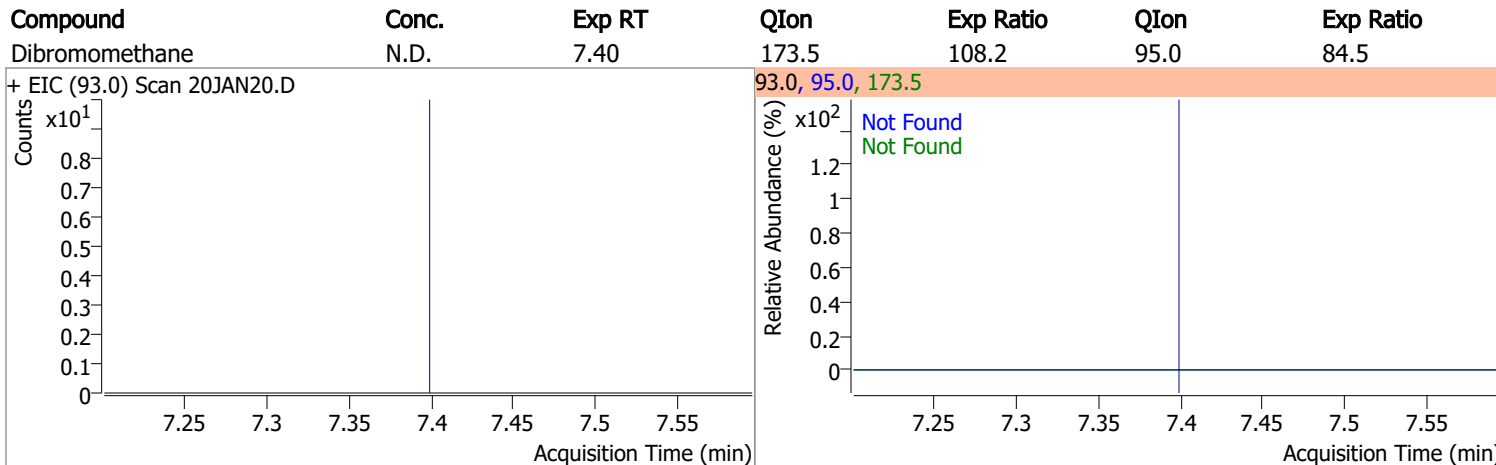 Compound Conc. Exp RT QIon Exp Ratio QIon Exp Ratio
Dibromomethane N.D. 7.40 173.5 108.2 95.0 84.5
+ EIC (93.0) Scan 20JAN20.D
Counts
x10¹
0.8
0.7
0.6
0.5
0.4
0.3
0.2
0.1
0
7.25 7.3 7.35 7.4 7.45 7.5 7.55
Acquisition Time (min)
93.0, 95.0, 173.5
Relative Abundance (%)
x10²
Not Found
Not Found
1.2
1
0.8
0.6
0.4
0.2
0
7.25 7.3 7.35 7.4 7.45 7.5 7.55
Acquisition Time (min)